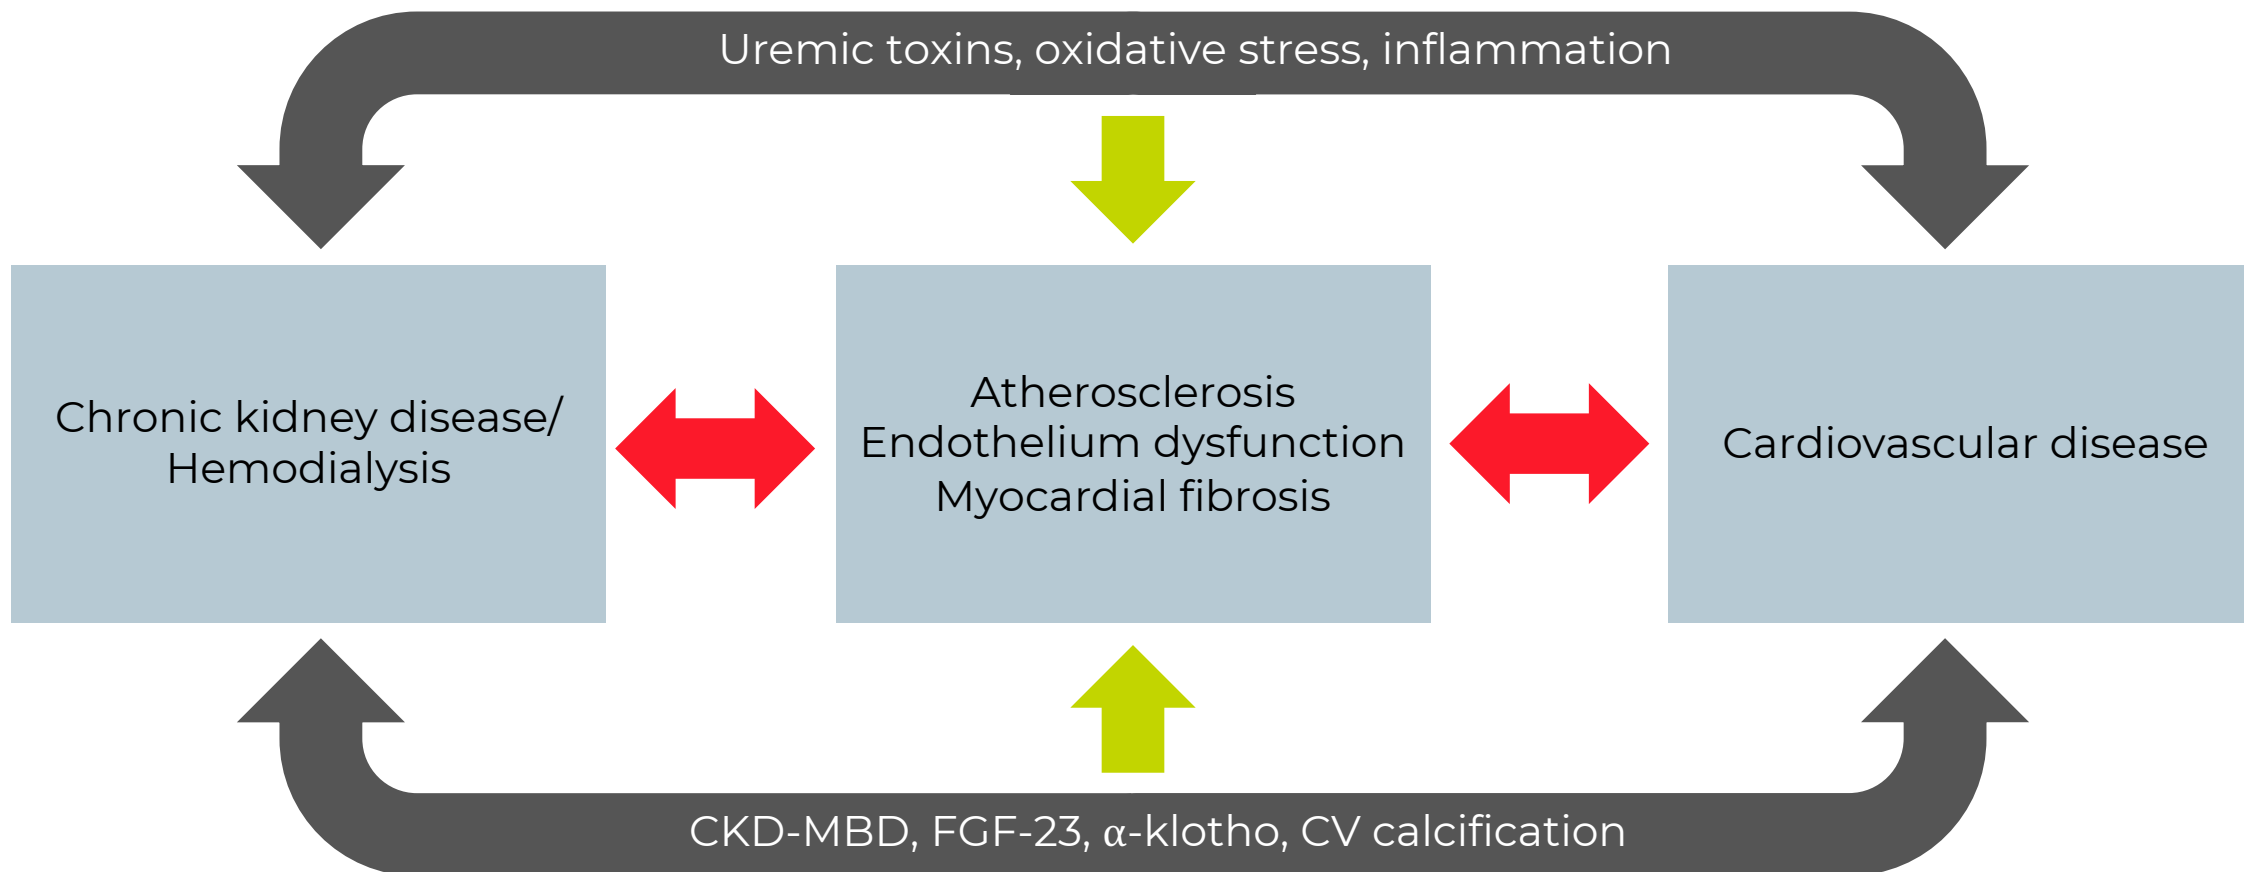 Uremic toxins, oxidative stress, inflammation
Chronic kidney disease/
Hemodialysis
Atherosclerosis
Endothelium dysfunction
Myocardial fibrosis
Cardiovascular disease
CKD-MBD, FGF-23, α-klotho, CV calcification